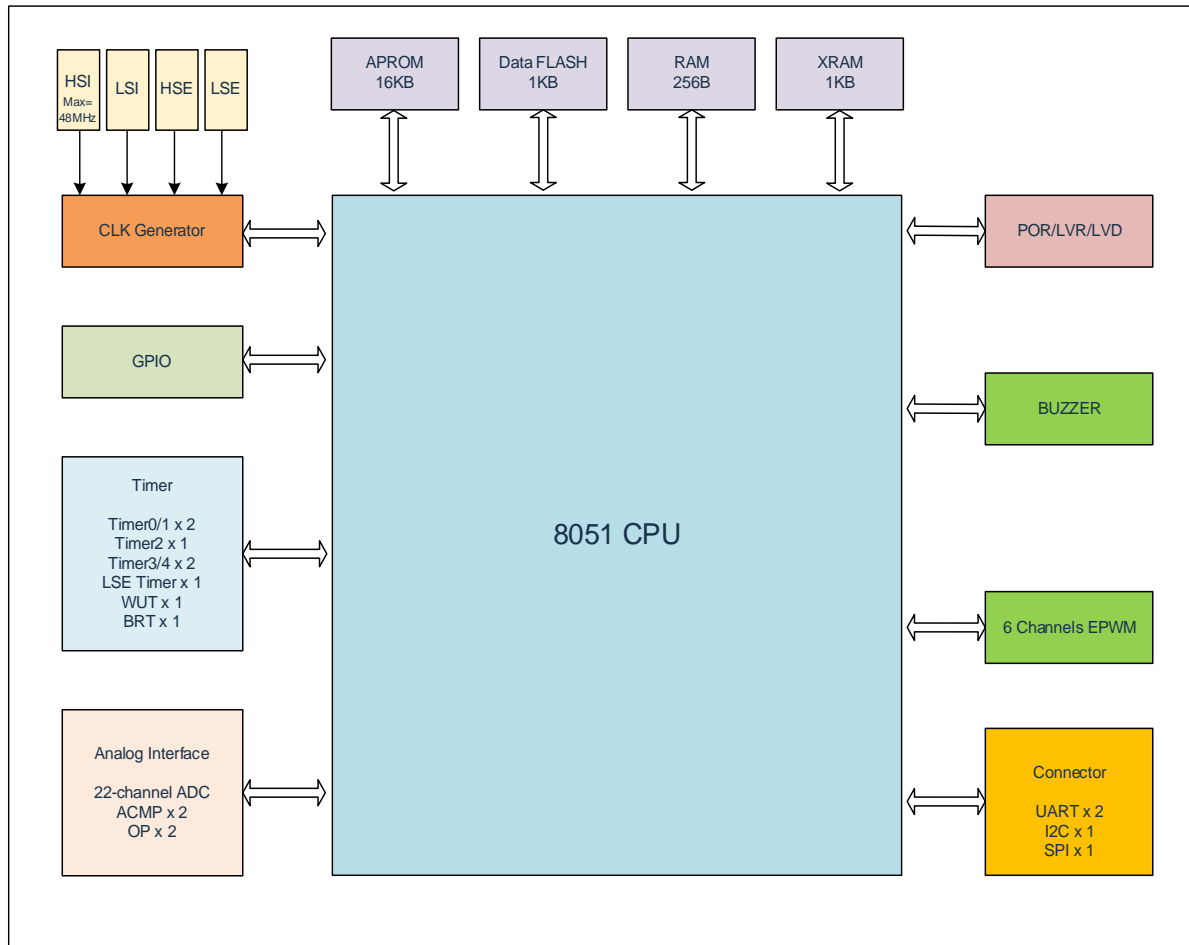 HSI
Max=
48MHz
LSI
HSE
LSE
APROM
16KB
Data FLASH
1KB
RAM
256B
XRAM
1KB
CLK Generator
POR/LVR/LVD
GPIO
BUZZER
Timer
Timer0/1 x 2
Timer2 x 1
Timer3/4 x 2
LSE Timer x 1
WUT x 1
BRT x 1
8051 CPU
6 Channels EPWM
Analog Interface
22-channel ADC
ACMP x 2
OP x 2
Connector
UART x 2
I2C x 1
SPI x 1